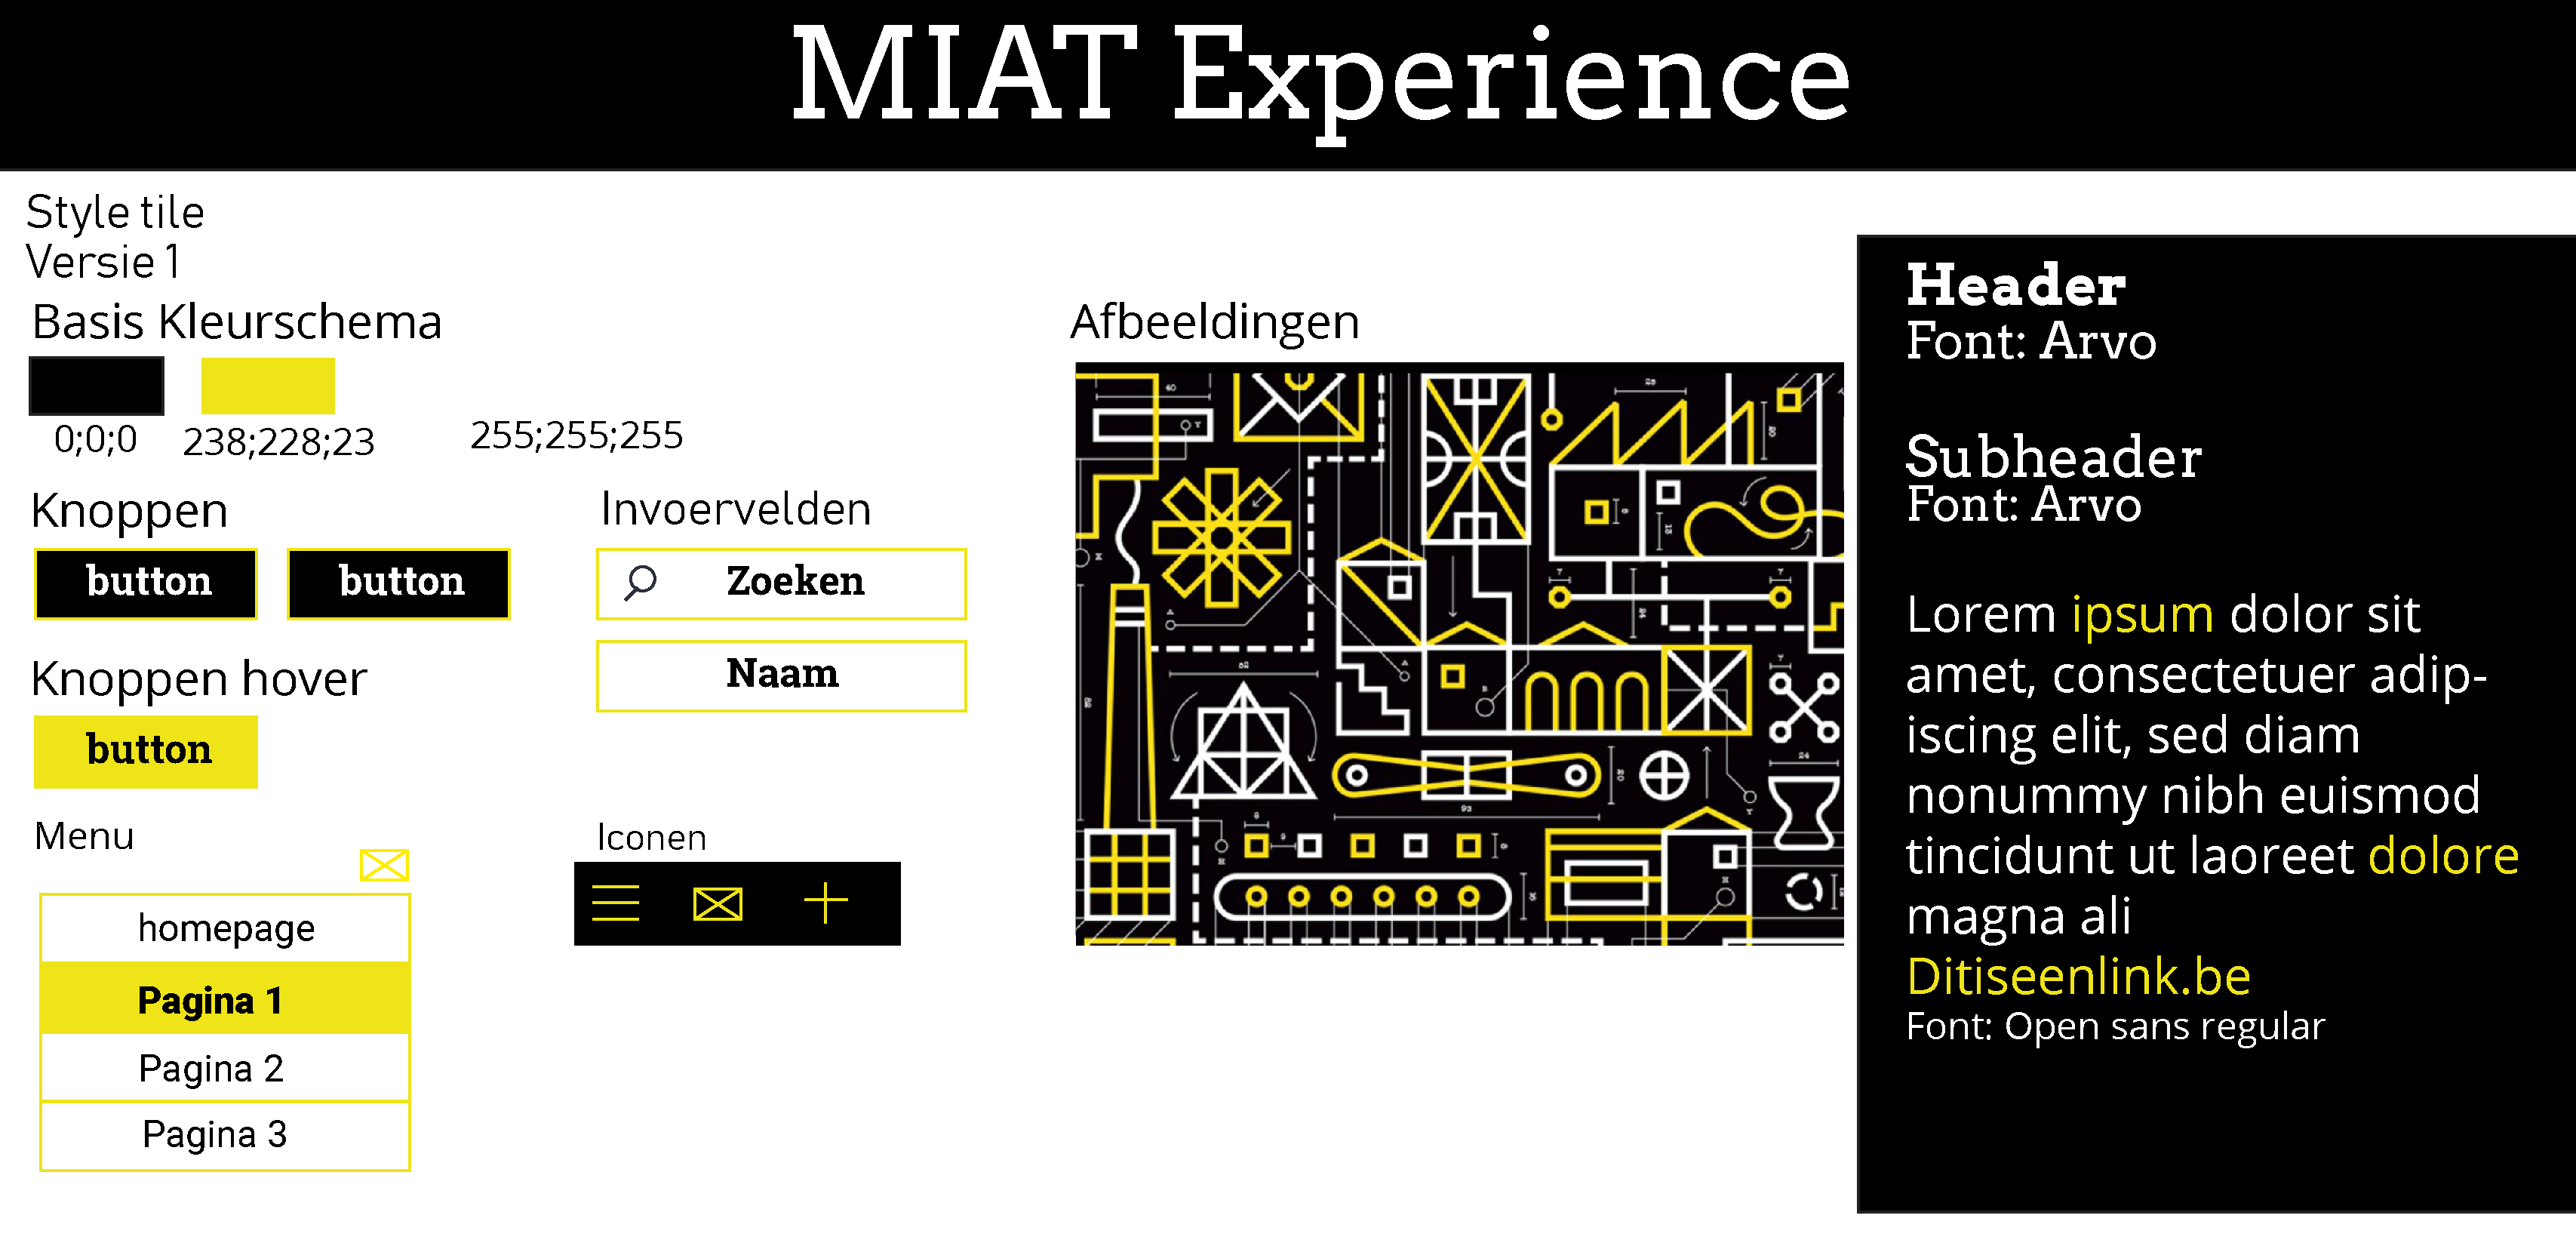 MIAT Experience
Style tile
Versie 1
Basis Kleurschema
0;0;0
238;228;23
255;255;255
Knoppen
button
button
Knoppen hover
button
Menu
homepage
Pagina 1
Pagina 2
Pagina 3
Invoervelden
Zoeken
Naam
Iconen
Afbeeldingen
Header
Font: Arvo
Subheader
Font: Arvo
Lorem ipsum dolor sit
amet, consectetuer adip-
iscing elit, sed diam
nonummy nibh euismod
tincidunt ut laoreet dolore
magna ali
Ditiseenlink.be
Font: Open sans regular